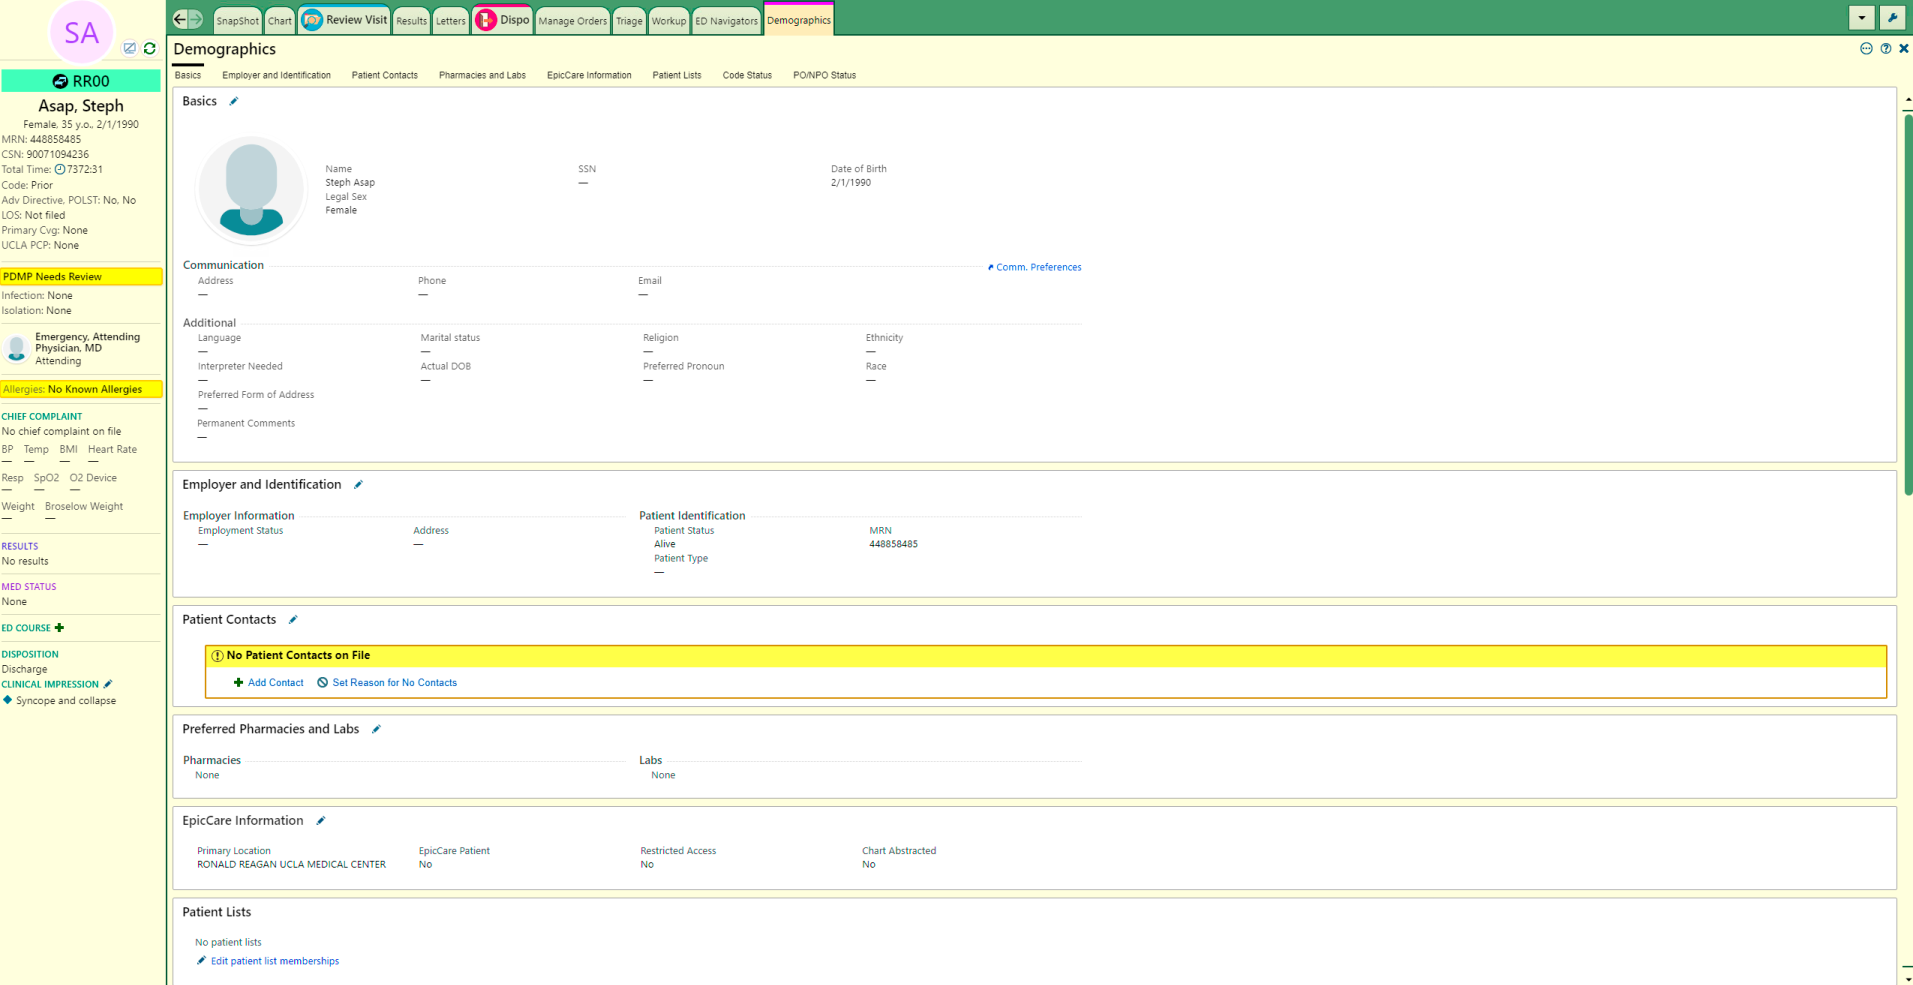 SnapShot Chart Review Visit Results Letters Dispo Manage Orders Triage Workup ED Navigators Demographics
SA
RR00
Asap, Steph
Female, 35 y.o., 2/1/1990
MRN: 448858485
CSN: 90071094236
Total Time: 7372:31
Code: Prior
Adv Directive, POLST: No, No
LOS: Not filed
Primary Cvg: None
UCLA PCP: None
PDMP Needs Review
Infection: None
Isolation: None
Emergency, Attending
Physician, MD
Attending
Allergies: No Known Allergies
CHIEF COMPLAINT
No chief complaint on file
BP Temp BMI Heart Rate
— — — —
Resp SpO2 O2 Device
— — —
Weight Broselow Weight
— —
RESULTS
No results
MED STATUS
None
ED COURSE
DISPOSITION
Discharge
CLINICAL IMPRESSION
Syncope and collapse
Demographics
Basics Employer and Identification Patient Contacts Pharmacies and Labs EpicCare Information Patient Lists Code Status PO/NPO Status
Basics
Name SSN Date of Birth
Steph Asap — 2/1/1990
Legal Sex
Female
Communication Comm. Preferences
Address Phone Email
— — —
Additional
Language Marital status Religion Ethnicity
— — — —
Interpreter Needed Actual DOB Preferred Pronoun Race
— — — —
Preferred Form of Address
—
Permanent Comments
—
Employer and Identification
Employer Information Patient Identification
Employment Status Address Patient Status MRN
— — Alive 448858485
Patient Type
—
Patient Contacts
No Patient Contacts on File
Add Contact Set Reason for No Contacts
Preferred Pharmacies and Labs
Pharmacies Labs
None None
EpicCare Information
Primary Location EpicCare Patient Restricted Access Chart Abstracted
RONALD REAGAN UCLA MEDICAL CENTER No No No
Patient Lists
No patient lists
Edit patient list memberships